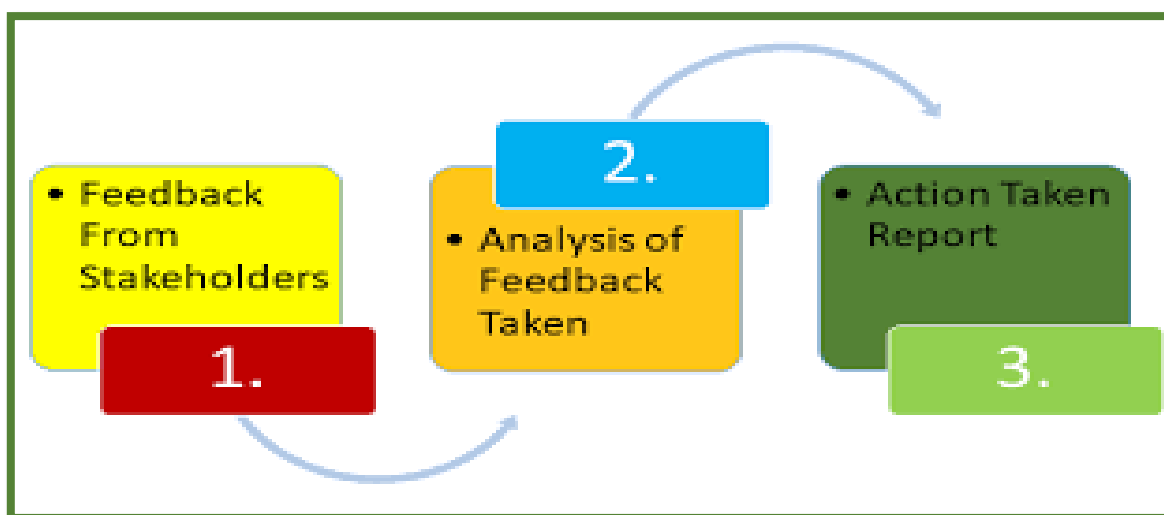 • Feedback
From
Stakeholders
1.
2.
• Analysis of
Feedback
Taken
• Action Taken
Report
3.